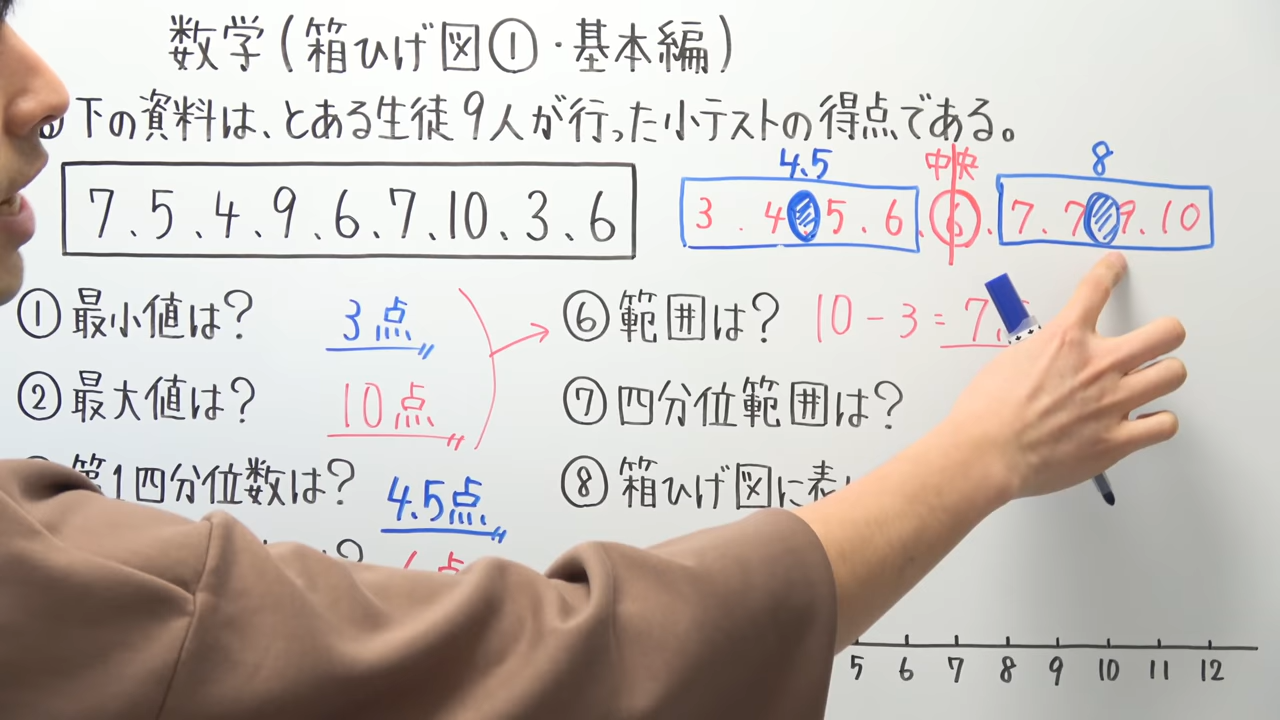 数学(箱ひげ図①・基本編)
下の資料は、とある生徒9人が行った小テストの得点である。
7、5、4、9、6、7、10、3、6
4.5 中央 8
3、4、5、6、6、7、7、9、10
①最小値は? 3点
②最大値は? 10点
第1四分位数は? 4.5点
は?
点
⑥範囲は? 10-3=7
⑦四分位範囲は?
⑧箱ひげ図に表
5 6 7 8 9 10 11 12